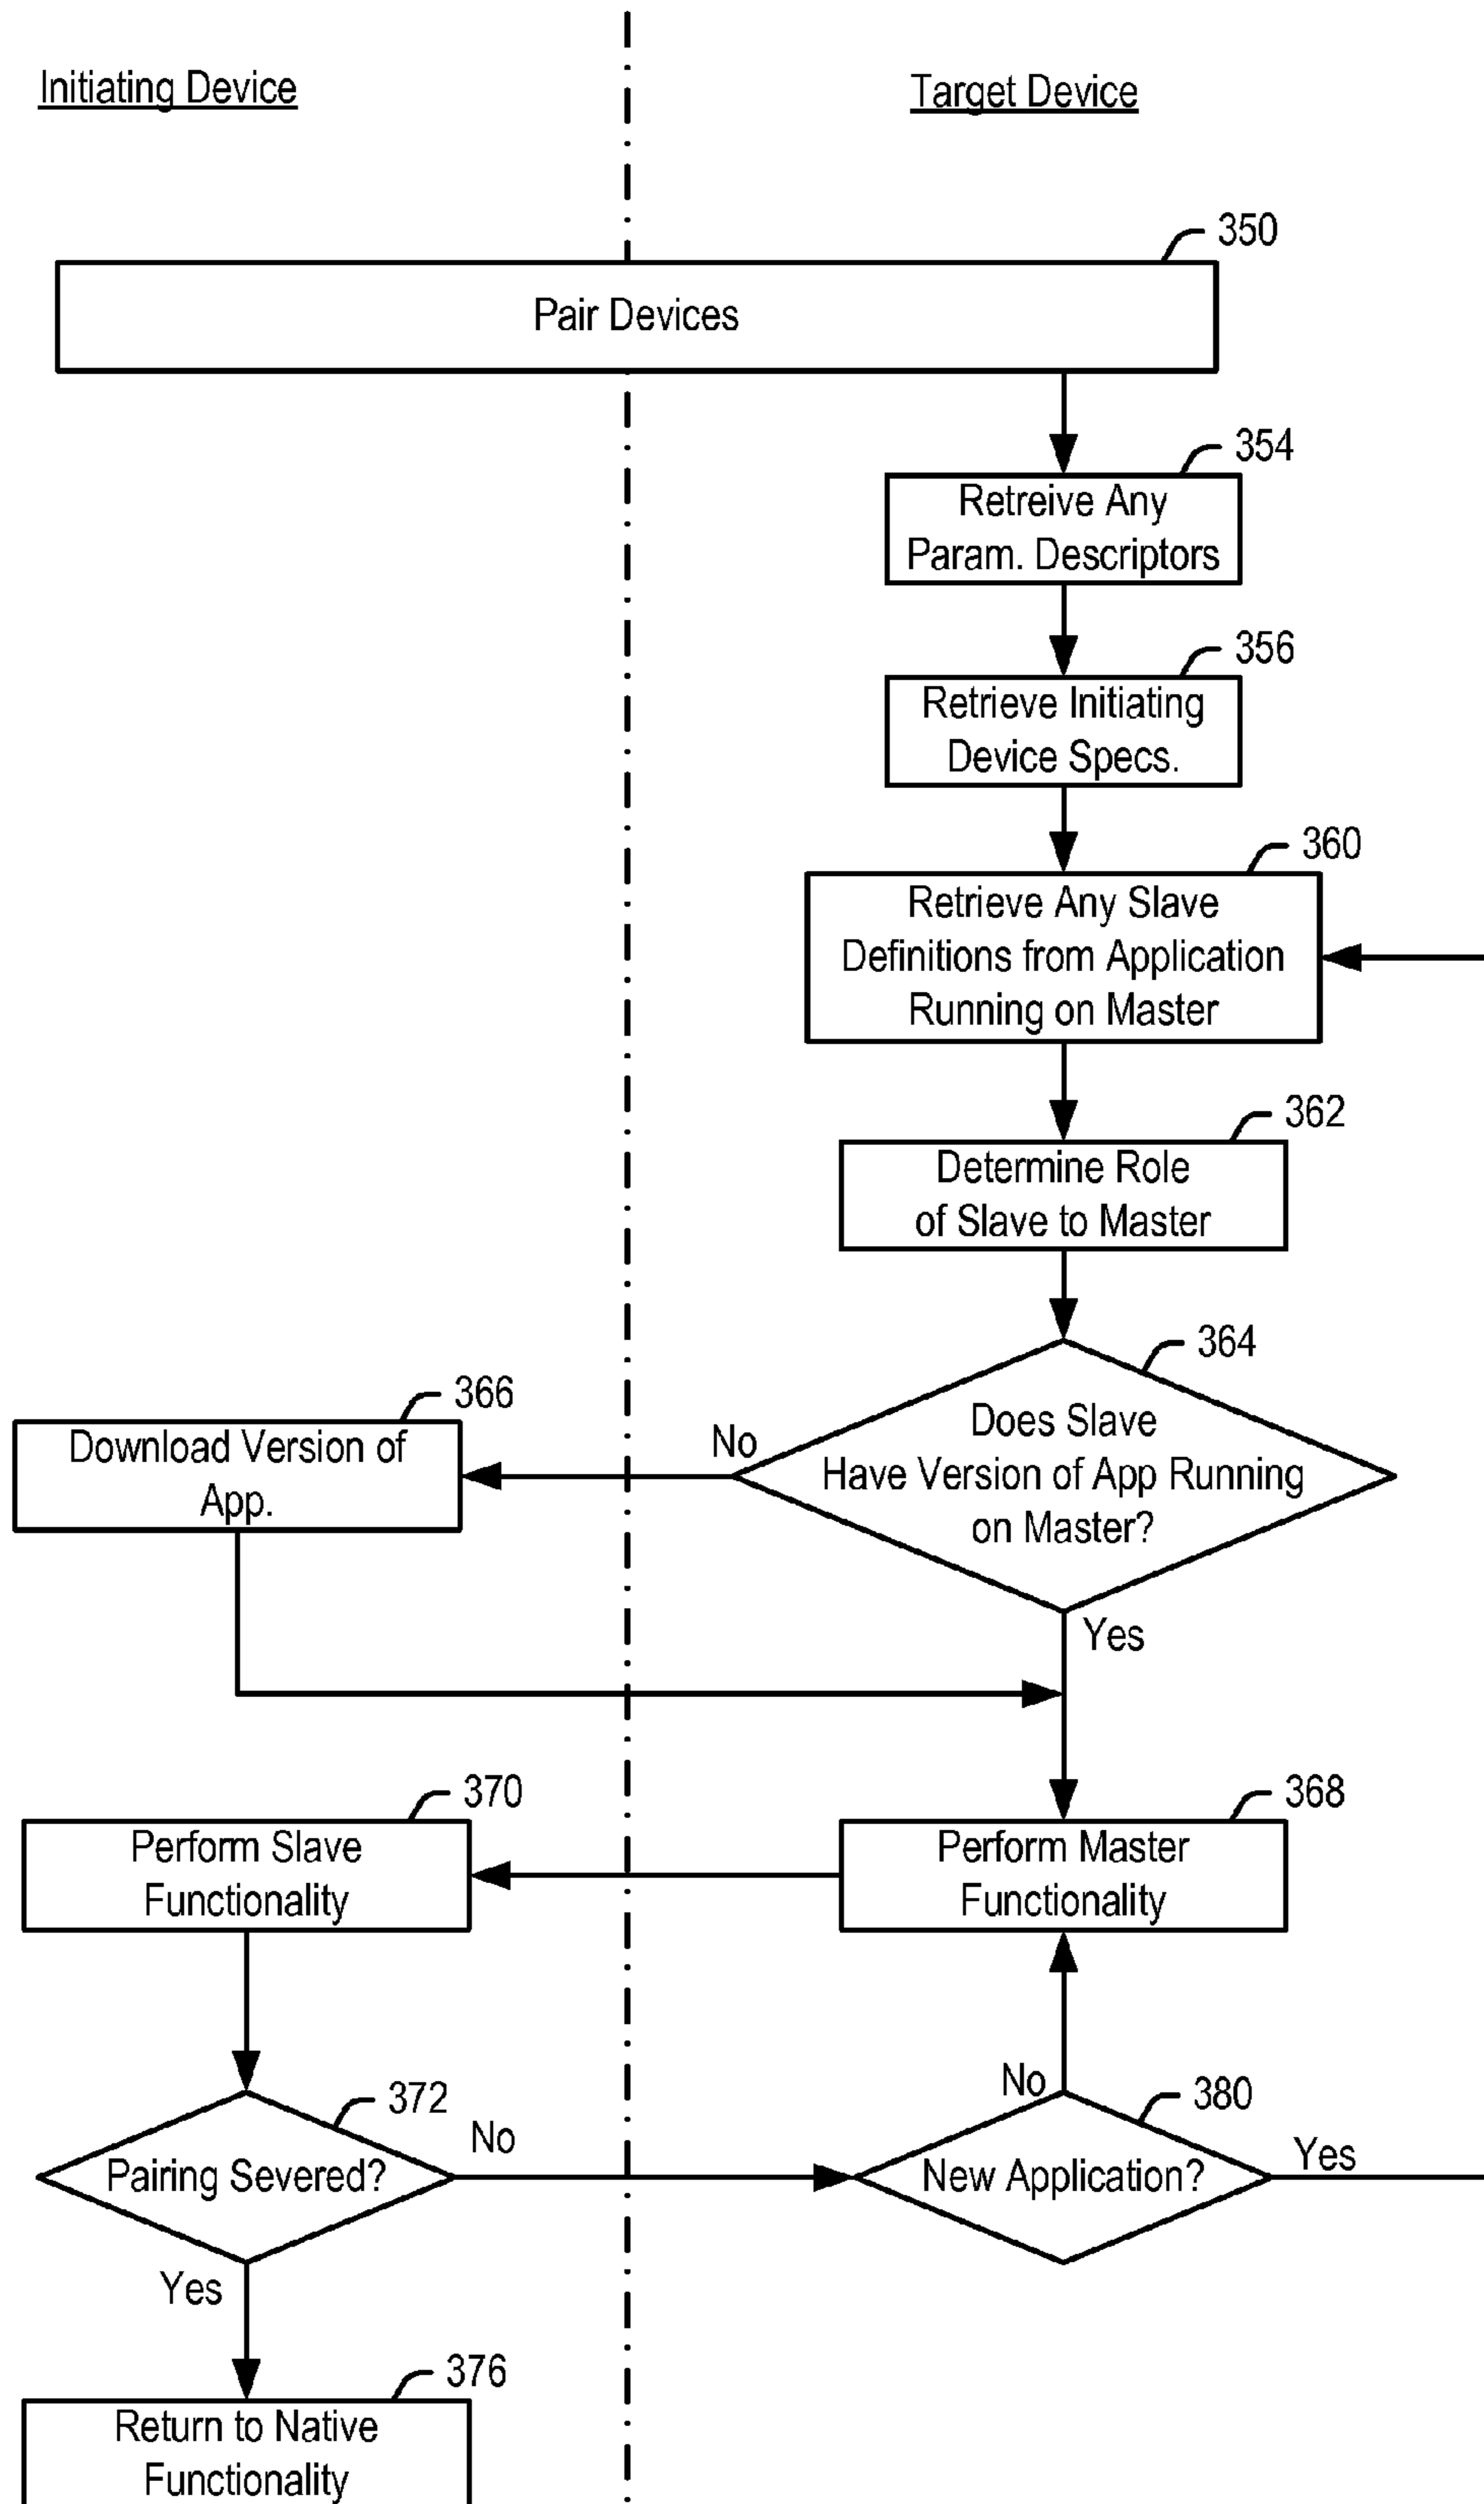 Initiating Device
Target Device
350
Pair Devices
354
Retreive Any
Param. Descriptors
356
Retrieve Initiating
Device Specs.
360
Retrieve Any Slave
Definitions from Application
Running on Master
362
Determine Role
of Slave to Master
364
Does Slave
Have Version of App Running
on Master?
No
366
Download Version of
App.
Yes
370
Perform Slave
Functionality
368
Perform Master
Functionality
372
Pairing Severed?
No
No
380
New Application?
Yes
Yes
376
Return to Native
Functionality